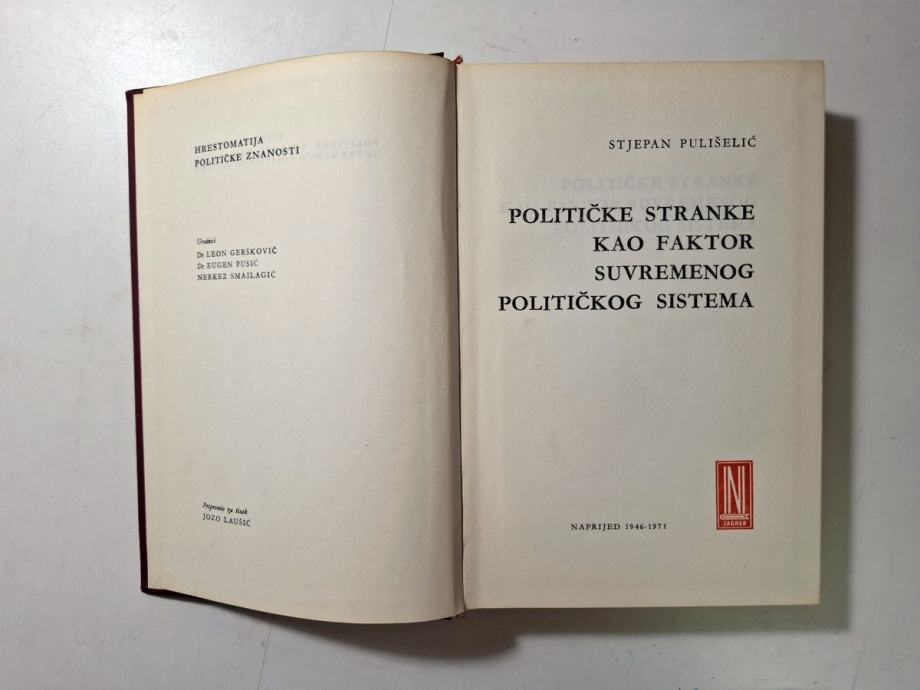 HRESTOMATIJA
POLITIČKE ZNANOSTI
Urednici
Dr LEON GERŠKOVIĆ
Dr EUGEN PUSIĆ
NERKEZ SMAILAGIĆ
Pripremio za tisak
JOZO LAUŠIĆ
STJEPAN PULIŠELIĆ
POLITIČKE STRANKE
KAO FAKTOR
SUVREMENOG
POLITIČKOG SISTEMA
NAPRIJED 1946-1971
N
ZAGREB